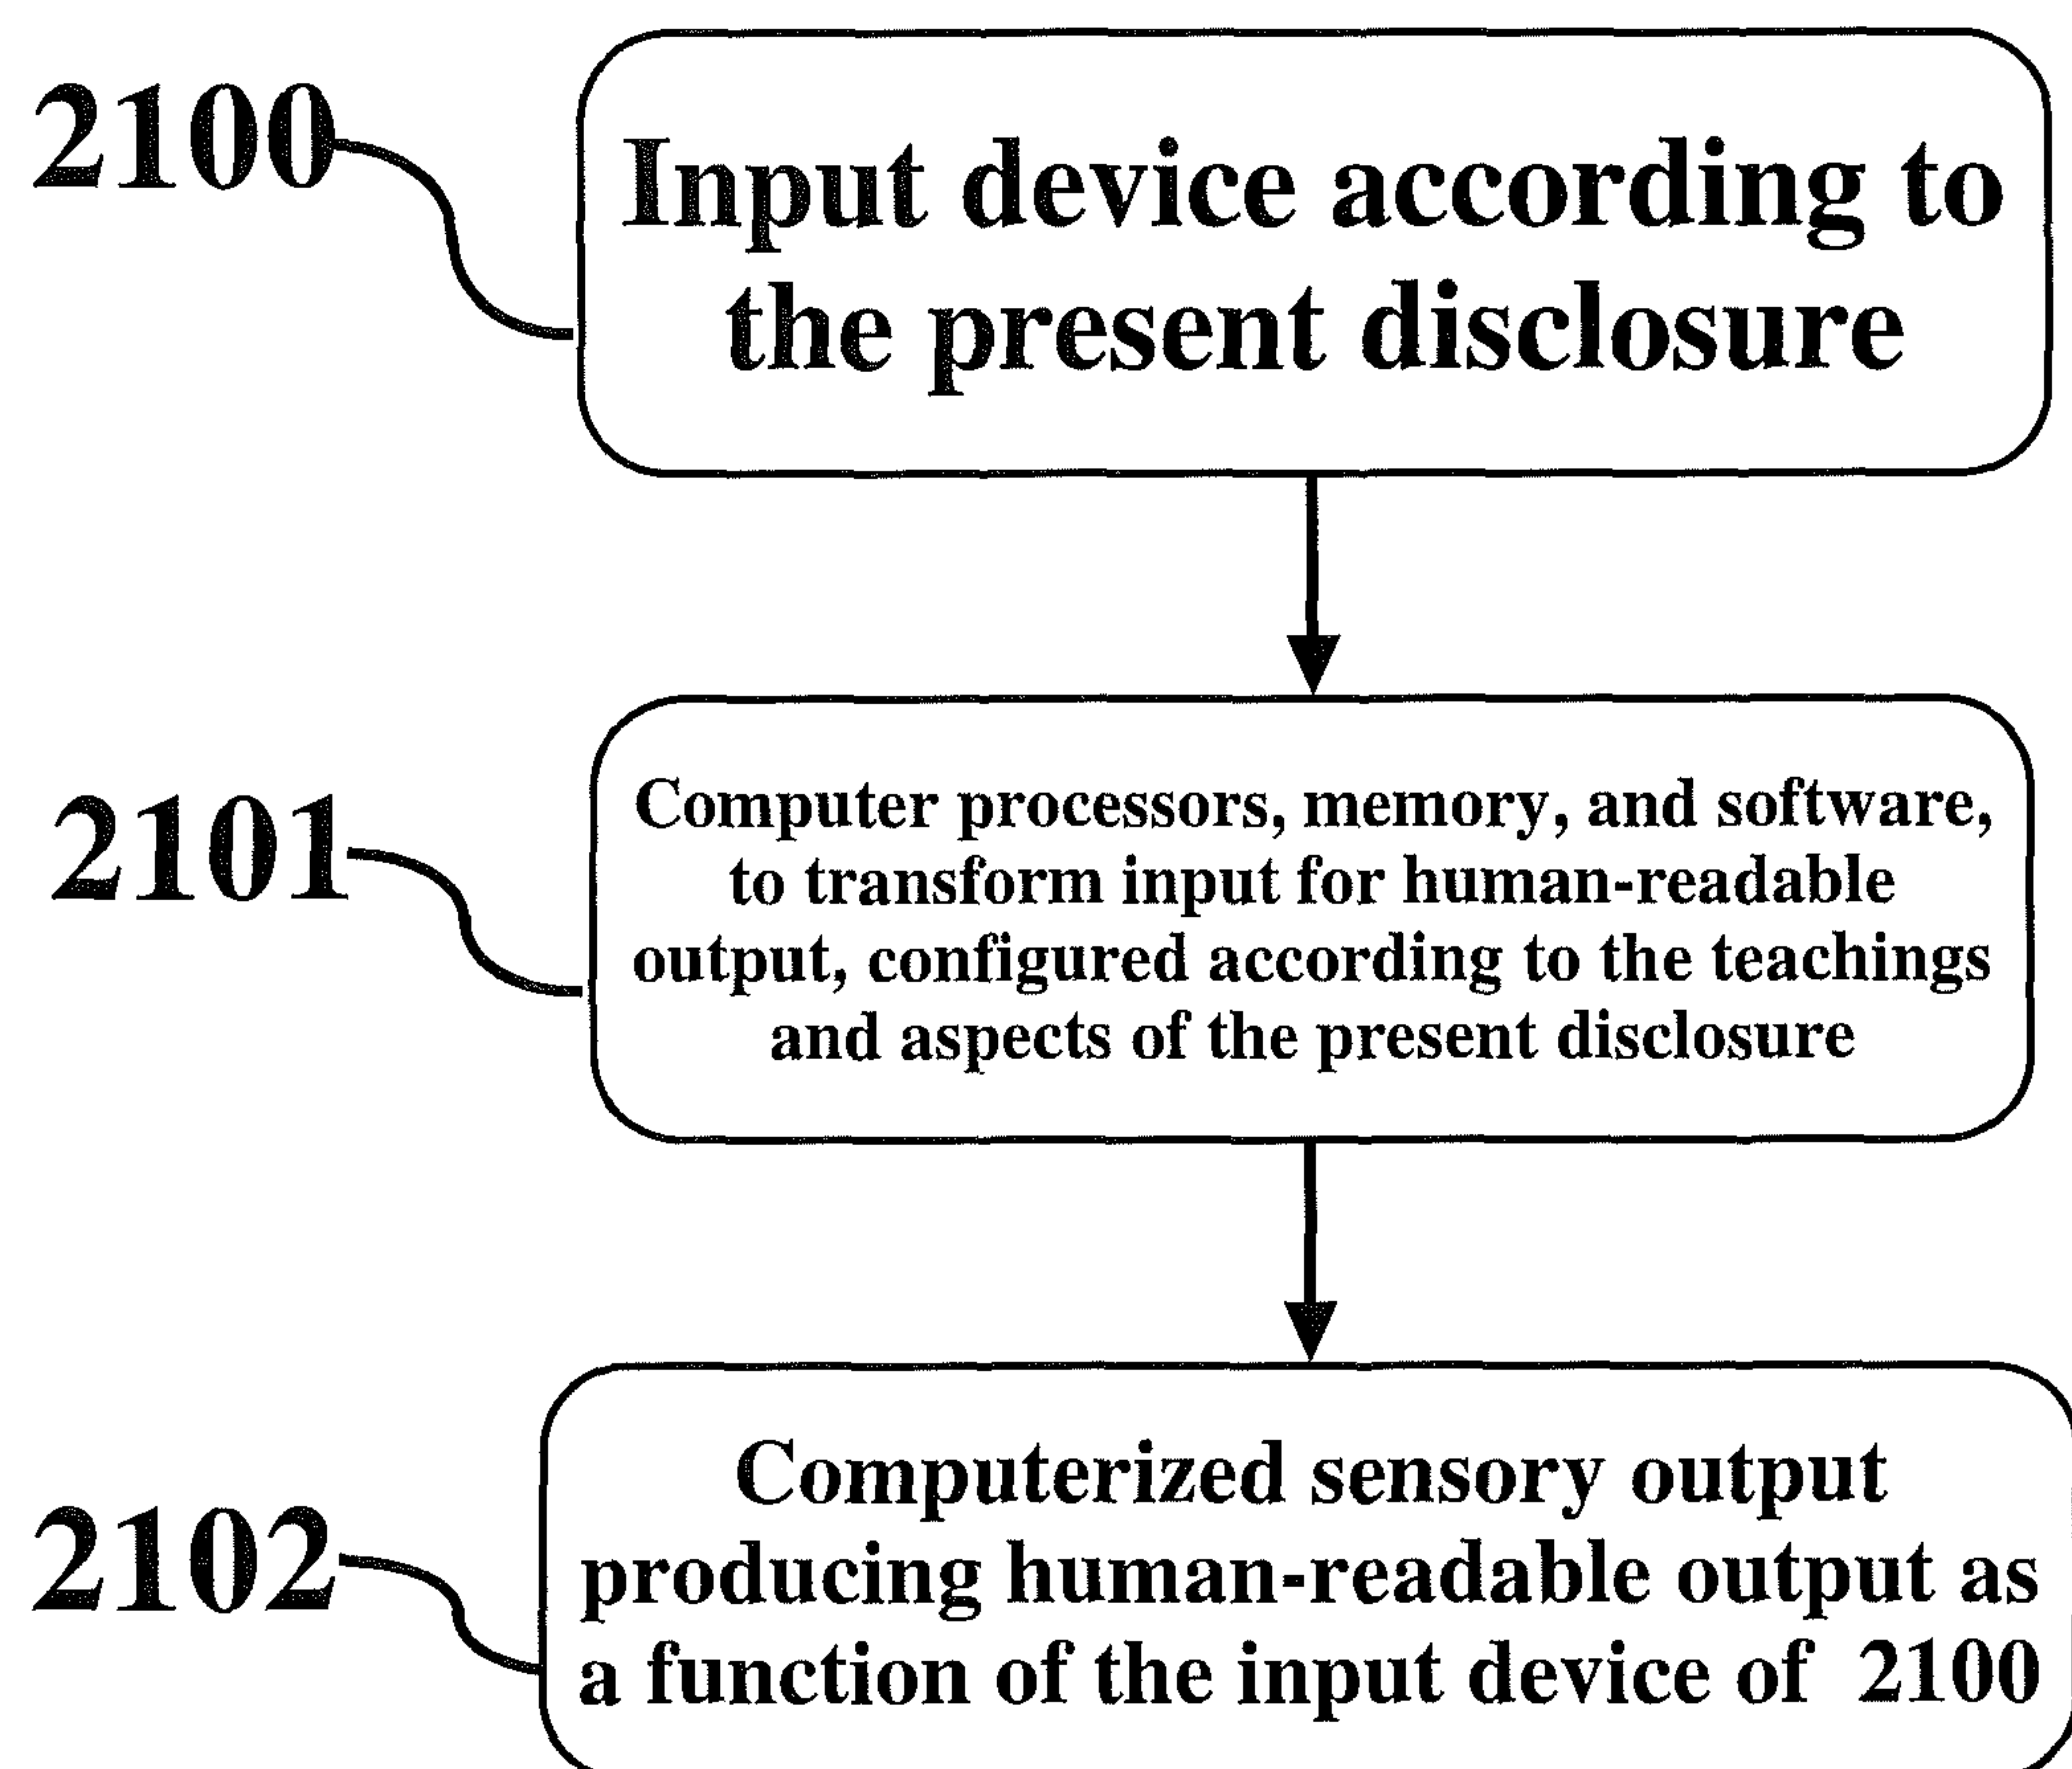 2100
Input device according to
the present disclosure
2101
Computer processors, memory, and software,
to transform input for human-readable
output, configured according to the teachings
and aspects of the present disclosure
2102
Computerized sensory output
producing human-readable output as
a function of the input device of 2100